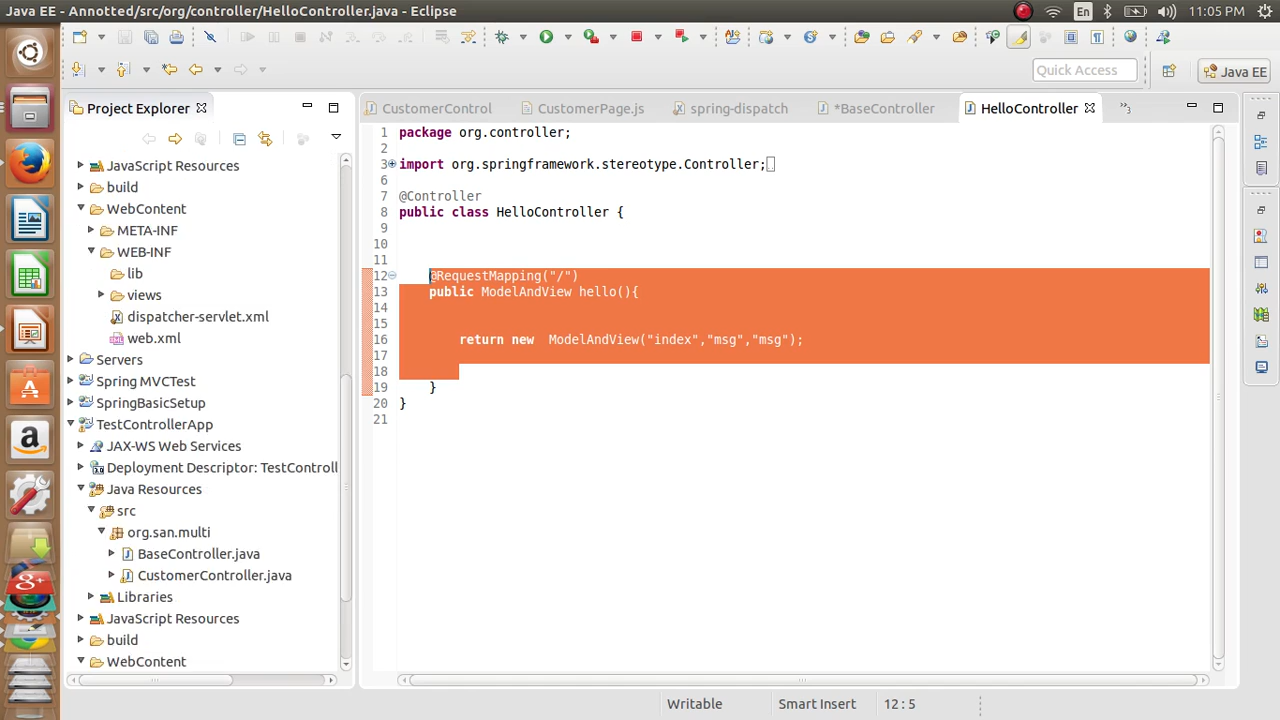 Java EE - Annotted/src/org/controller/HelloController.java - Eclipse
En
11:05 PM
Quick Access
Java EE
Project Explorer
CustomerControl
CustomerPage.js
spring-dispatch
*BaseController
HelloController
JavaScript Resources
build
WebContent
META-INF
WEB-INF
lib
views
dispatcher-servlet.xml
web.xml
Servers
Spring MVCTest
SpringBasicSetup
TestControllerApp
JAX-WS Web Services
Deployment Descriptor: TestControll
Java Resources
src
org.san.multi
BaseController.java
CustomerController.java
Libraries
JavaScript Resources
build
WebContent
1 package org.controller;
2
3 import org.springframework.stereotype.Controller;
6
7 @Controller
8 public class HelloController {
9
10
11
12 @RequestMapping("/")
13 public ModelAndView hello(){
14
15
16 return new  ModelAndView("index","msg","msg");
17
18
19 }
20 }
21
Writable
Smart Insert
12 : 5